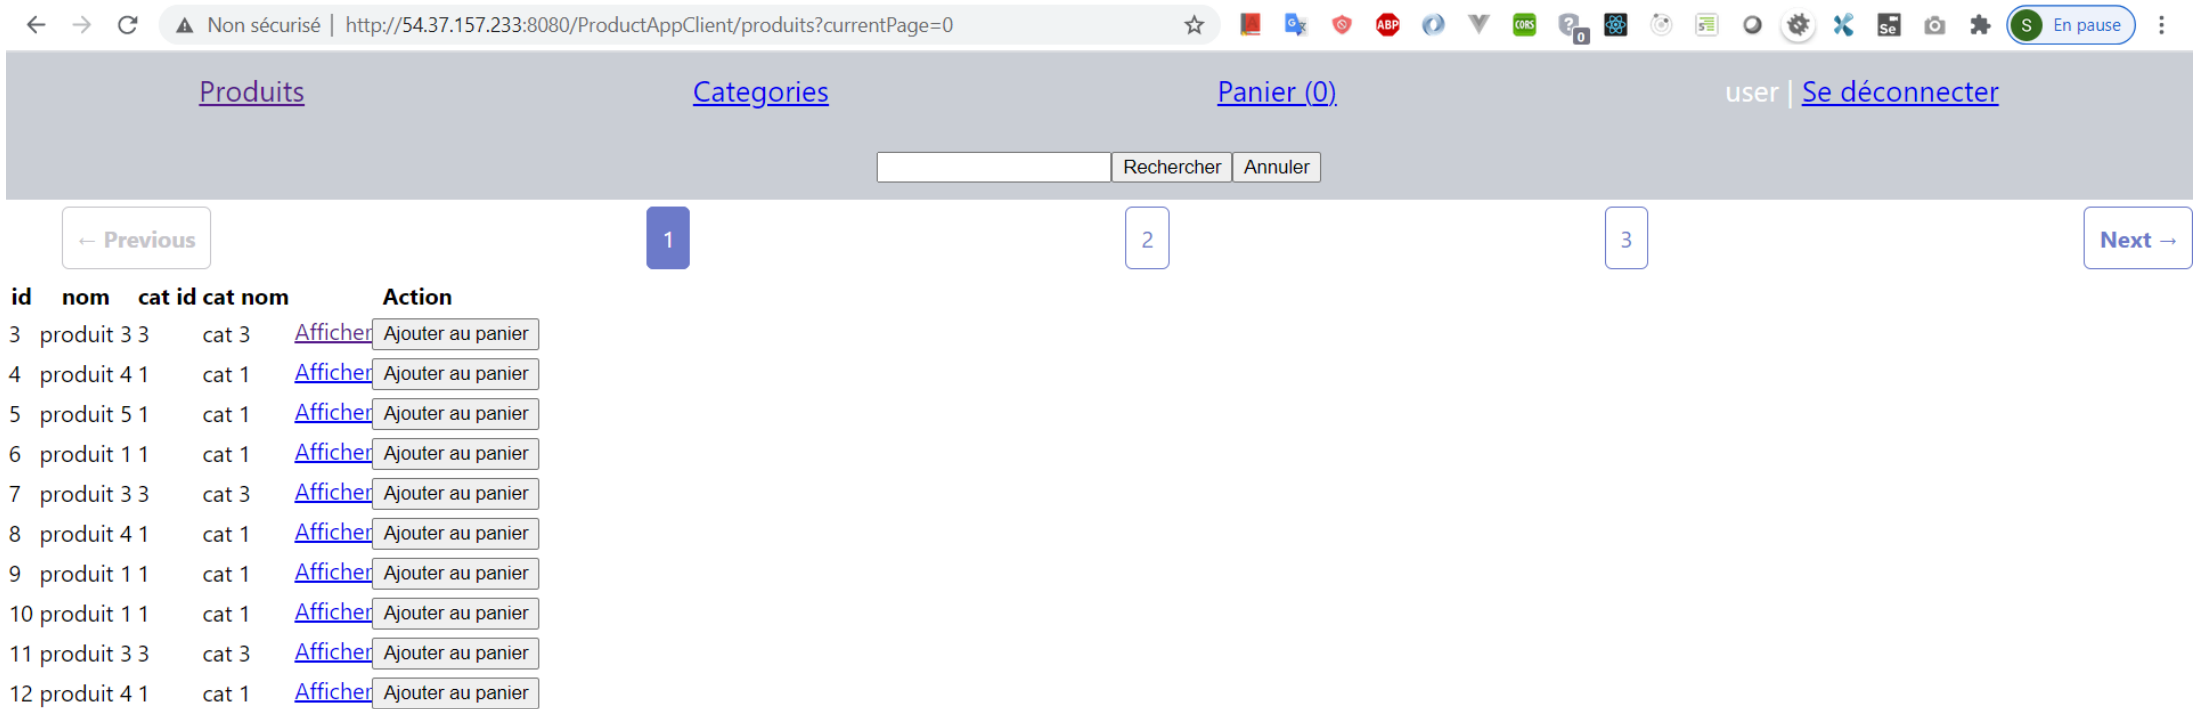 Non sécurisé | http://54.37.157.233:8080/ProductAppClient/produits?currentPage=0 ABP CORS 0 Se S En pause
Produits Categories Panier (0) user | Se déconnecter
Rechercher Annuler
← Previous 1 2 3 Next →
id nom cat id cat nom Action
3 produit 3 3 cat 3 Afficher Ajouter au panier
4 produit 4 1 cat 1 Afficher Ajouter au panier
5 produit 5 1 cat 1 Afficher Ajouter au panier
6 produit 1 1 cat 1 Afficher Ajouter au panier
7 produit 3 3 cat 3 Afficher Ajouter au panier
8 produit 4 1 cat 1 Afficher Ajouter au panier
9 produit 1 1 cat 1 Afficher Ajouter au panier
10 produit 1 1 cat 1 Afficher Ajouter au panier
11 produit 3 3 cat 3 Afficher Ajouter au panier
12 produit 4 1 cat 1 Afficher Ajouter au panier